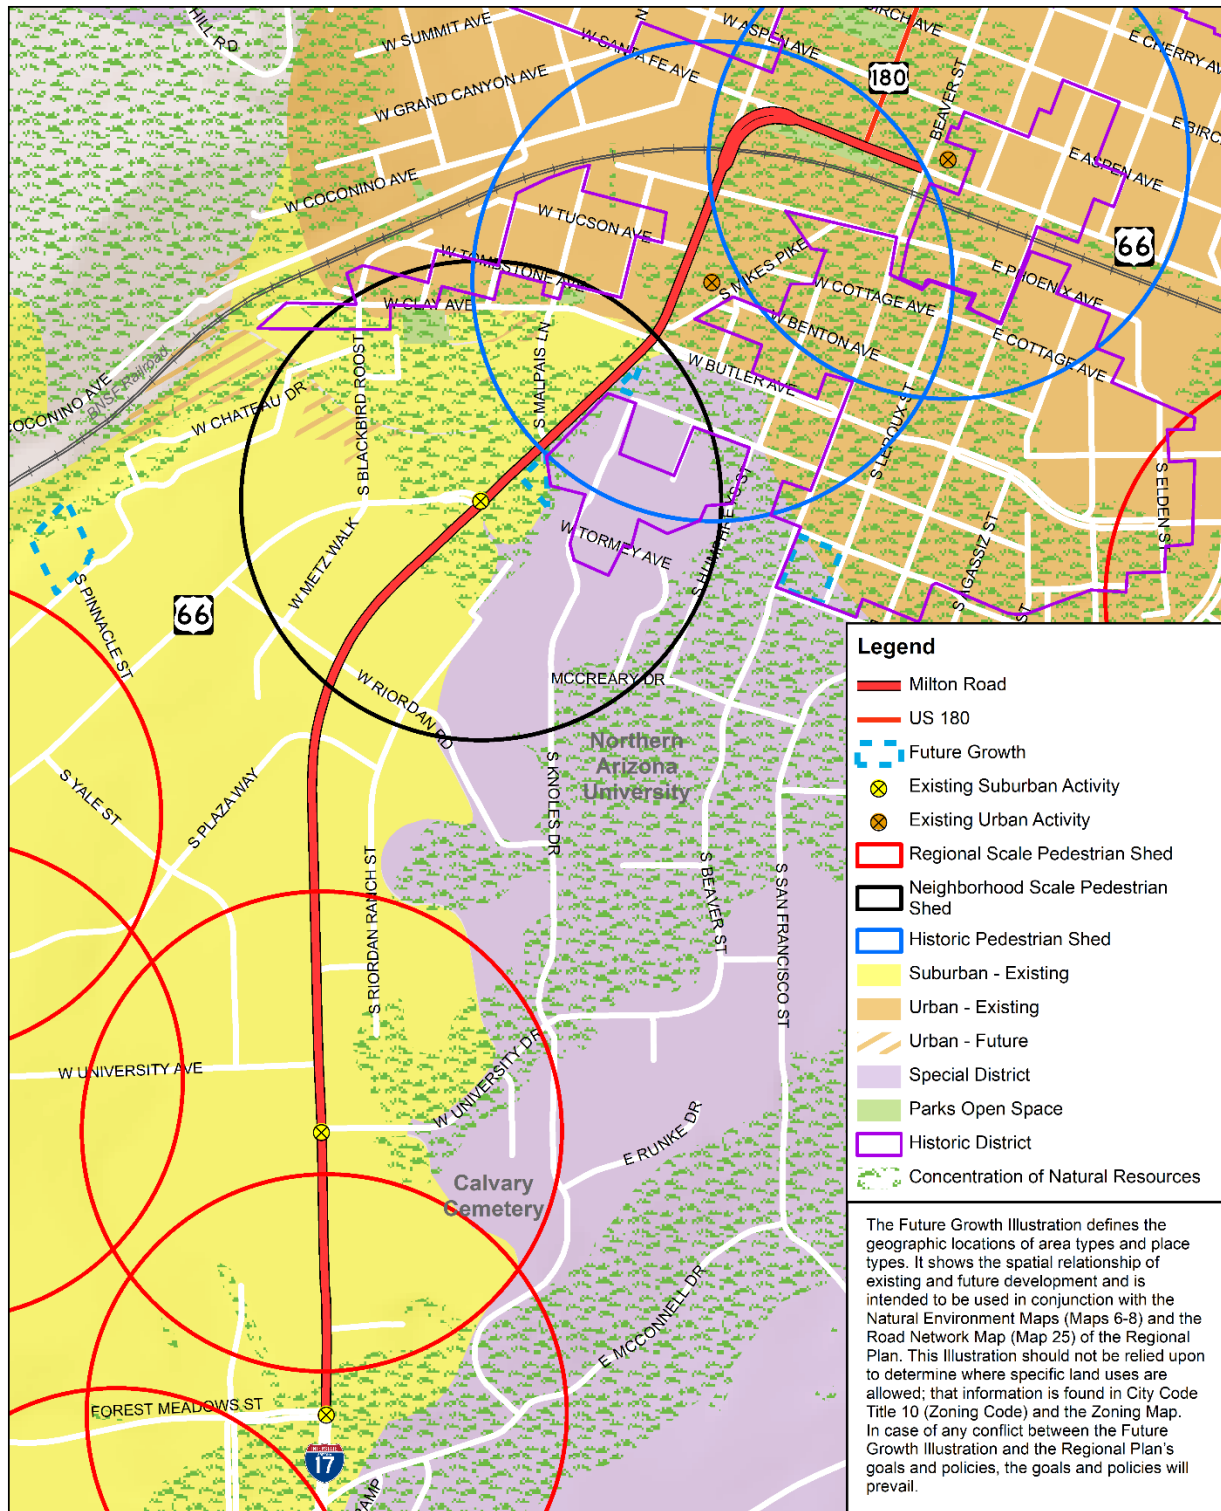 HILL RD
W SUMMIT AVE
W GRAND CANYON AVE
W SANTA FE AVE
N
W ASPEN AVE
BIRCH AVE
180
BEAVER ST
E CHERRY AVE
E BIRC
E ASPEN AVE
W COCONINO AVE
W TUCSON AVE
W TOMBSTONE AVE
W CLAY AVE
S MIKES PIKE
W COTTAGE AVE
E PHOENIX AVE
66
W BENTON AVE
E COTTAGE AVE
W BUTLER AVE
S MALPAIS LN
S BLACKBIRD ROOST
W CHATEAU DR
BNSF Railroad
COCONINO AVE
S LEROUX ST
S ELDEN ST
S AGASSIZ ST
ST
S HUMPHREYS ST
W TORMEY AVE
W METZ WALK
66
S PINNACLE ST
W RIORDAN RD
MCCREARY DR
Northern
Arizona
University
S KNOLES DR
S YALE ST
S PLAZA WAY
S RIORDAN RANCH ST
S BEAVER ST
S SAN FRANCISCO ST
W UNIVERSITY AVE
W UNIVERSITY DR
E RUNKE DR
Calvary
Cemetery
E MCCONNELL DR
FOREST MEADOWS ST
17
RAMP
Legend
Milton Road
US 180
Future Growth
Existing Suburban Activity
Existing Urban Activity
Regional Scale Pedestrian Shed
Neighborhood Scale Pedestrian
Shed
Historic Pedestrian Shed
Suburban - Existing
Urban - Existing
Urban - Future
Special District
Parks Open Space
Historic District
Concentration of Natural Resources
The Future Growth Illustration defines the
geographic locations of area types and place
types. It shows the spatial relationship of
existing and future development and is
intended to be used in conjunction with the
Natural Environment Maps (Maps 6-8) and the
Road Network Map (Map 25) of the Regional
Plan. This Illustration should not be relied upon
to determine where specific land uses are
allowed; that information is found in City Code
Title 10 (Zoning Code) and the Zoning Map.
In case of any conflict between the Future
Growth Illustration and the Regional Plan's
goals and policies, the goals and policies will
prevail.